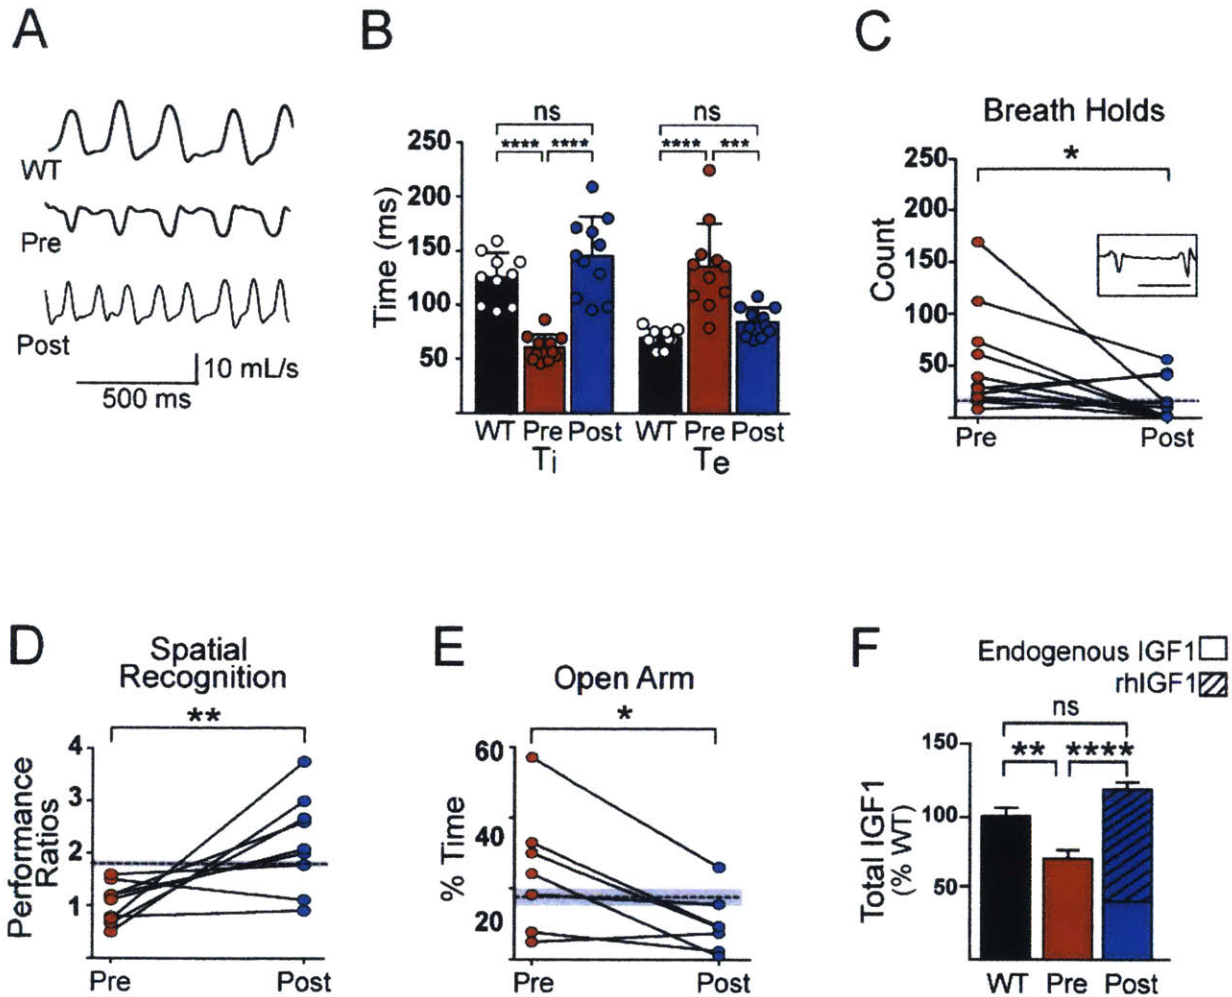 A
WT
Pre
Post
10 mL/s
500 ms
B
ns
ns
**** ****
**** ***
Time (ms)
250
200
150
100
50
WT Pre Post
WT Pre Post
Ti
Te
C
Breath Holds
*
Count
250
200
150
100
50
Pre
Post
D
Spatial
Recognition
**
Performance
Ratios
4
3
2
1
Pre
Post
E
Open Arm
*
% Time
60
40
20
Pre
Post
F
Endogenous IGF1
rhIGF1
ns
** ****
Total IGF1
(% WT)
150
100
50
WT Pre Post